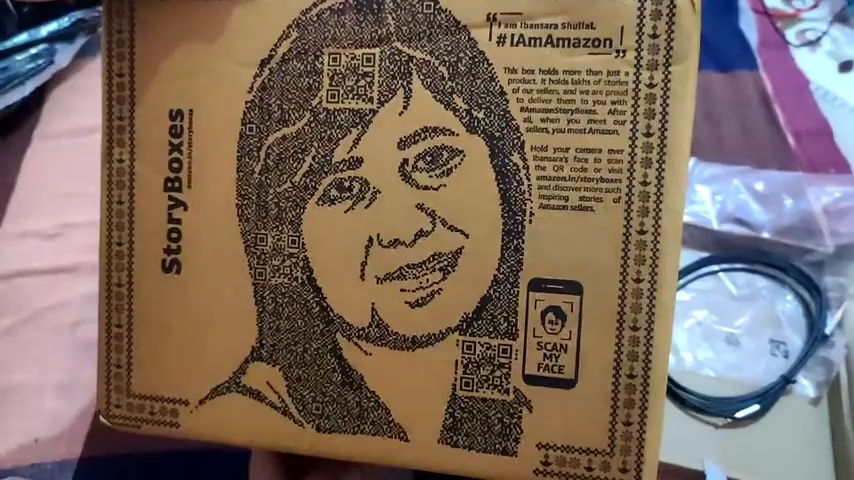 I am Ibansara Shullai.
#IAmAmazon
This box holds more than just a
product. It holds lakhs of stories
of our sellers, and we are proud
to deliver them to you with
#AmazonStoryBoxes. After
all, when you meet our
sellers, you meet Amazon.
Hold your camera over
Ibansara's face to scan
the QR code or visit
amazon.in/storyboxes
and discover more such
inspiring stories of
Amazon sellers.
StoryBoxes
amazon.in/storyboxes
SCAN
MY
FACE